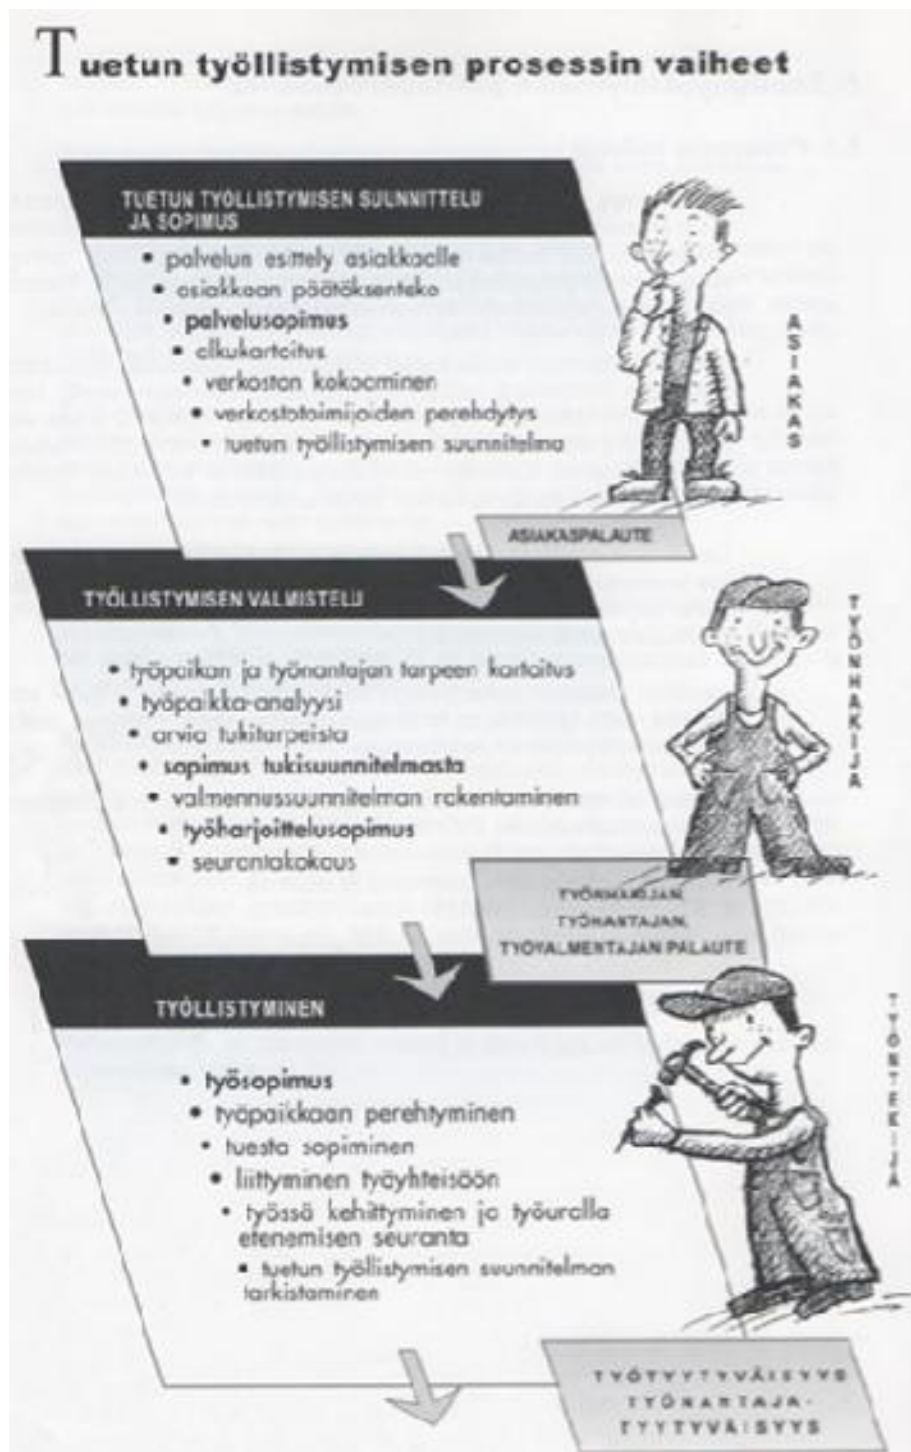 Tuetun työllistymisen prosessin vaiheet
TUETUN TYÖLLISTYMISEN SUUNNITTELU
JA SOPIMUS
• palvelun esittely asiakkaalle
• asiakkaan päätöksenteko
• palvelusopimus
• alkukartoitus
• verkoston kokoaminen
• verkostotoimijoiden perehdytys
• tuetun työllistymisen suunnitelma
ASIAKAS
ASIAKASPALAUTE
TYÖLLISTYMISEN VALMISTELU
• työpaikan ja työnantajan tarpeen kartoitus
• työpaikka-analyysi
• arvio tukitarpeista
• sopimus tukisuunnitelmasta
• valmennussuunnitelman rakentaminen
• työharjoittelusopimus
• seurantakokous
TYÖNHAKIJA
TYÖNHAKIJAN,
TYÖNANTAJAN,
TYÖVALMENTAJAN PALAUTE
TYÖLLISTYMINEN
• työsopimus
• työpaikkaan perehtyminen
• tuesta sopiminen
• liittyminen työyhteisöön
• työssä kehittyminen ja työuralla
etenemisen seuranta
• tuetun työllistymisen suunnitelman
tarkistaminen
TYÖNTEKIJÄ
TYÖTYYTYVÄISYYS
TYÖNANTAJA-
TYYTYVÄISYYS